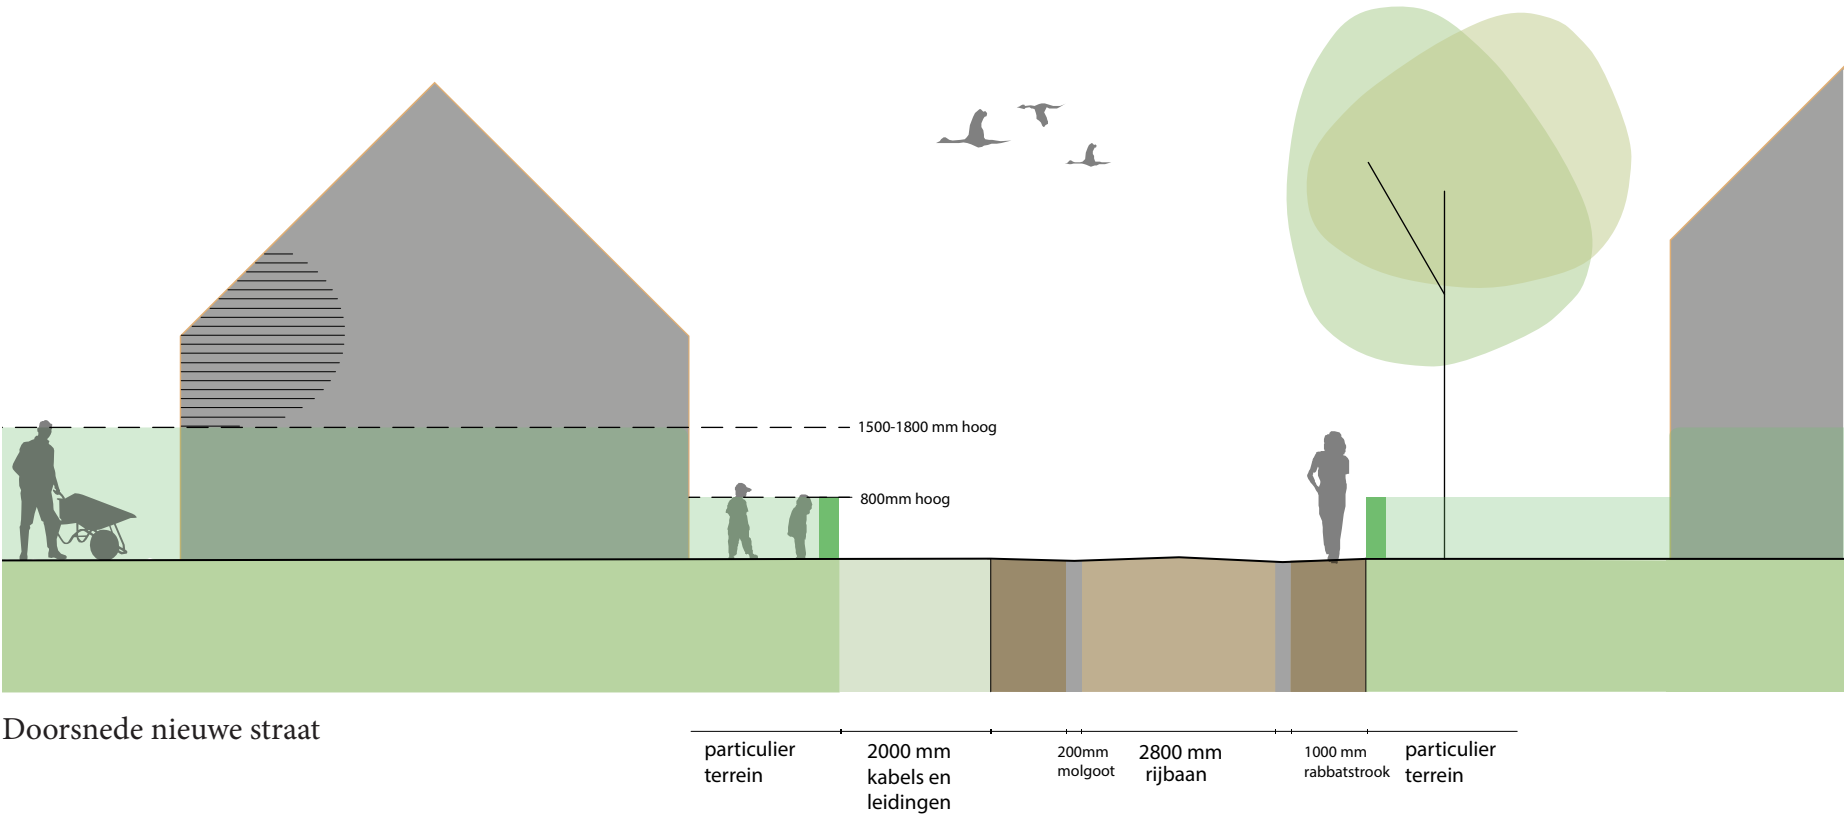 1500-1800 mm hoog
800mm hoog
Doorsnede nieuwe straat
particulier
terrein
2000 mm
kabels en
leidingen
200mm
molgoot
2800 mm
rijbaan
1000 mm
rabbatstrook
particulier
terrein